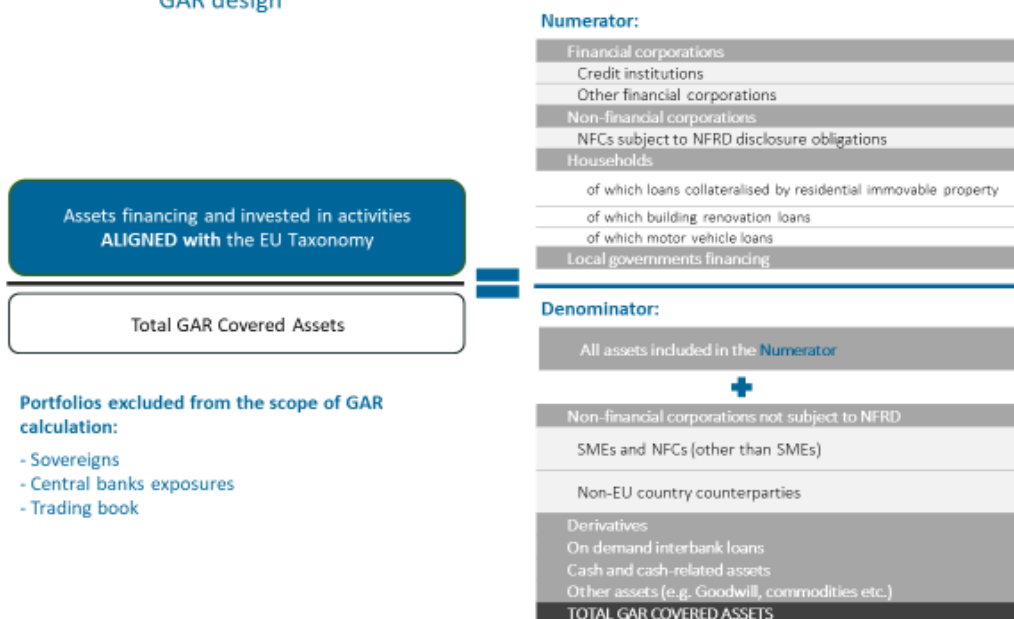 GAR design
Assets financing and invested in activities
ALIGNED with the EU Taxonomy
Total GAR Covered Assets
Portfolios excluded from the scope of GAR
calculation:
- Sovereigns
- Central banks exposures
- Trading book
Numerator:
Financial corporations
Credit institutions
Other financial corporations
Non-financial corporations
NFCs subject to NFRD disclosure obligations
Households
of which loans collateralised by residential immovable property
of which building renovation loans
of which motor vehicle loans
Local governments financing
Denominator:
All assets included in the Numerator
Non-financial corporations not subject to NFRD
SMEs and NFCs (other than SMEs)
Non-EU country counterparties
Derivatives
On demand interbank loans
Cash and cash-related assets
Other assets (e.g. Goodwill, commodities etc.)
TOTAL GAR COVERED ASSETS